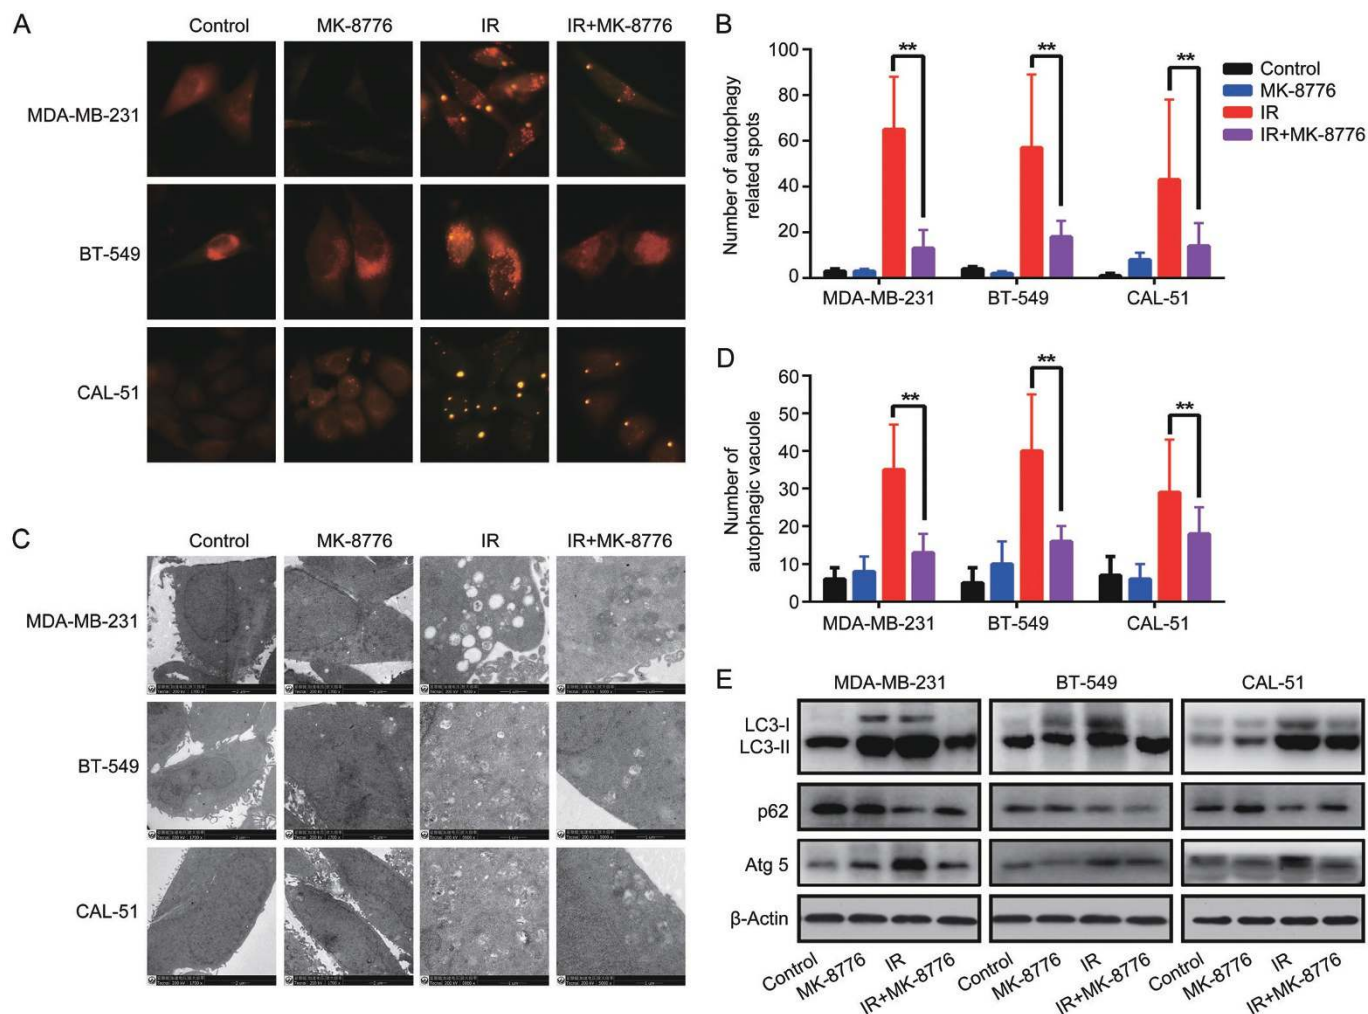 A
Control MK-8776 IR IR+MK-8776
MDA-MB-231
BT-549
CAL-51
B
Number of autophagy
related spots
100
80
60
40
20
0
MDA-MB-231 BT-549 CAL-51
** ** **
Control
MK-8776
IR
IR+MK-8776
C
Control MK-8776 IR IR+MK-8776
MDA-MB-231
BT-549
CAL-51
D
Number of
autophagic vacuole
60
50
40
30
20
10
0
** ** **
MDA-MB-231 BT-549 CAL-51
E
MDA-MB-231 BT-549 CAL-51
LC3-I
LC3-II
p62
Atg 5
β-Actin
Control MK-8776 IR IR+MK-8776 Control MK-8776 IR IR+MK-8776 Control MK-8776 IR IR+MK-8776